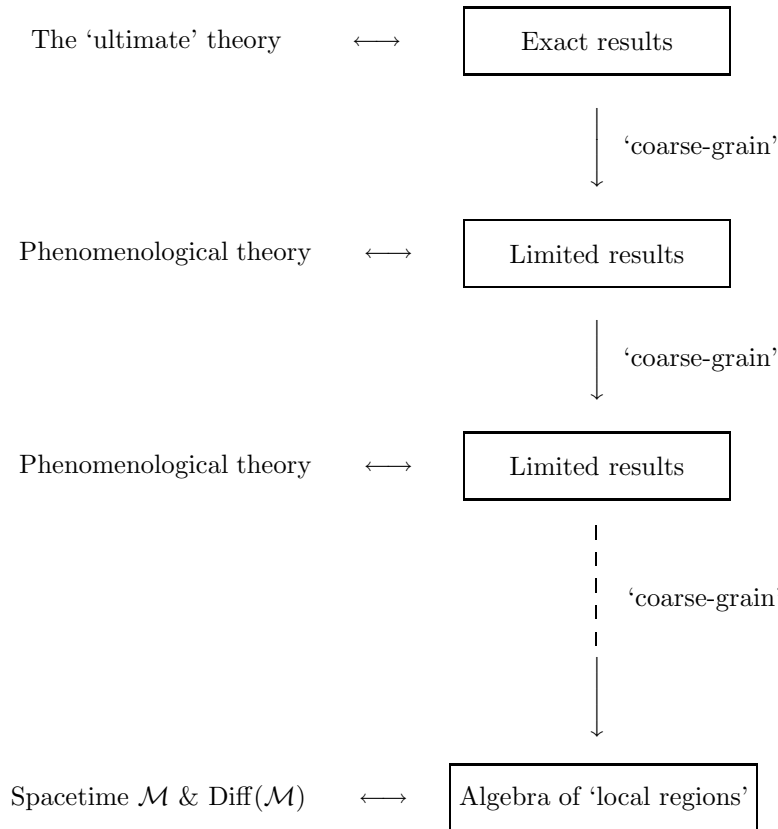 The ‘ultimate’ theory ⟷ Exact results
‘coarse-grain’
Phenomenological theory ⟷ Limited results
‘coarse-grain’
Phenomenological theory ⟷ Limited results
‘coarse-grain’
Spacetime ℳ & Diff(ℳ) ⟷ Algebra of ‘local regions’